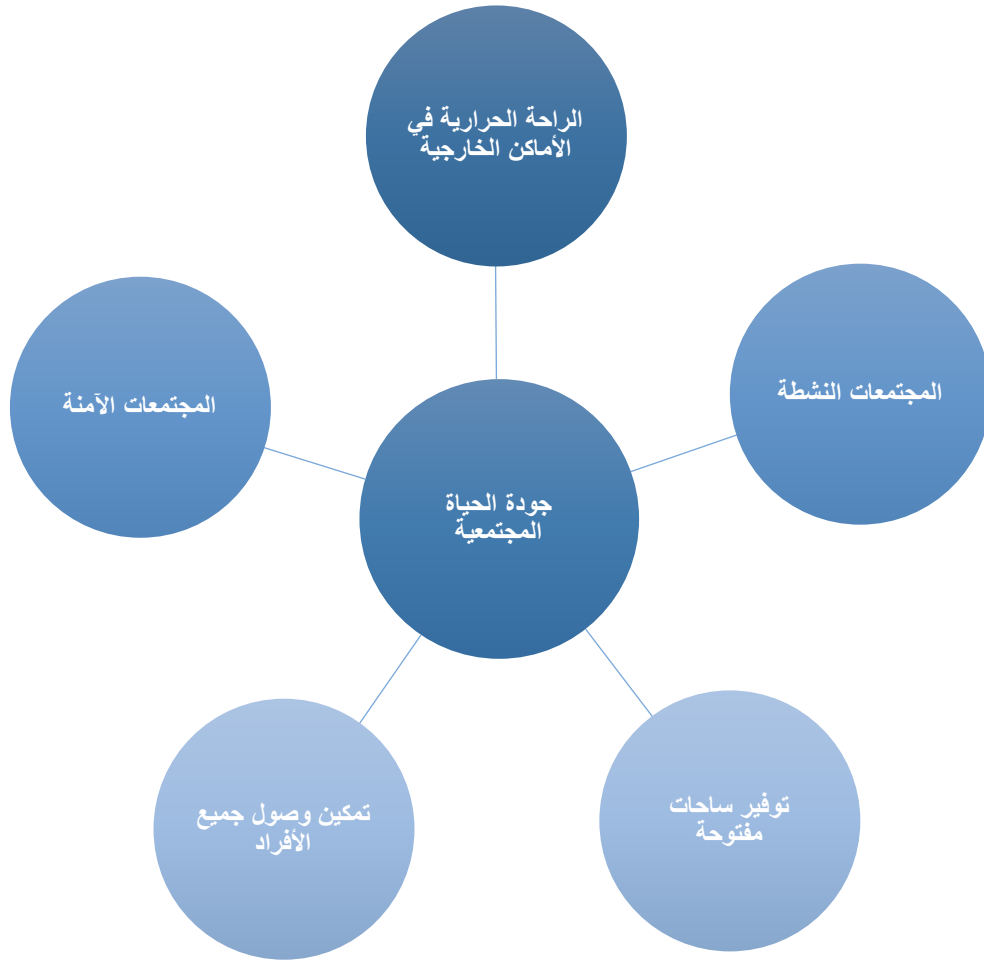 الراحة الحرارية في
الأماكن الخارجية
المجتمعات النشطة
المجتمعات الآمنة
جودة الحياة
المجتمعية
توفير ساحات
مفتوحة
تمكين وصول جميع
الأفراد